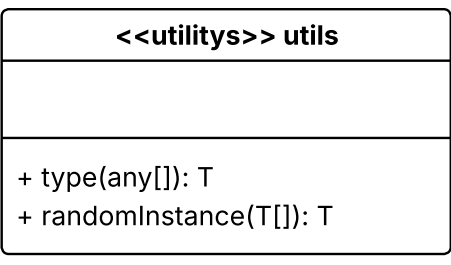 <<utilitys>> utils
+ type(any[]): T
+ randomInstance(T[]): T